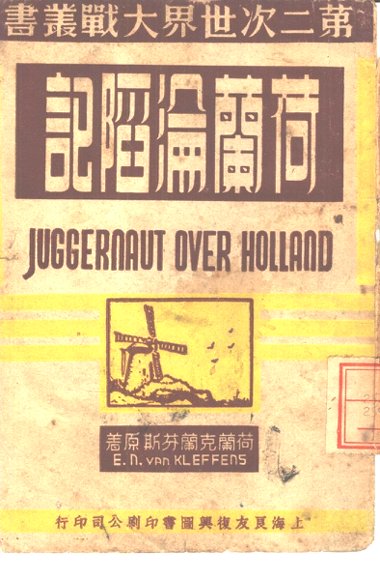 第二次世界大戰叢書
荷蘭淪陷記
JUGGERNAUT OVER HOLLAND
荷蘭克蘭芬斯原著
E. N. VAN KLEFFENS
上海良友復興圖書印刷公司印行